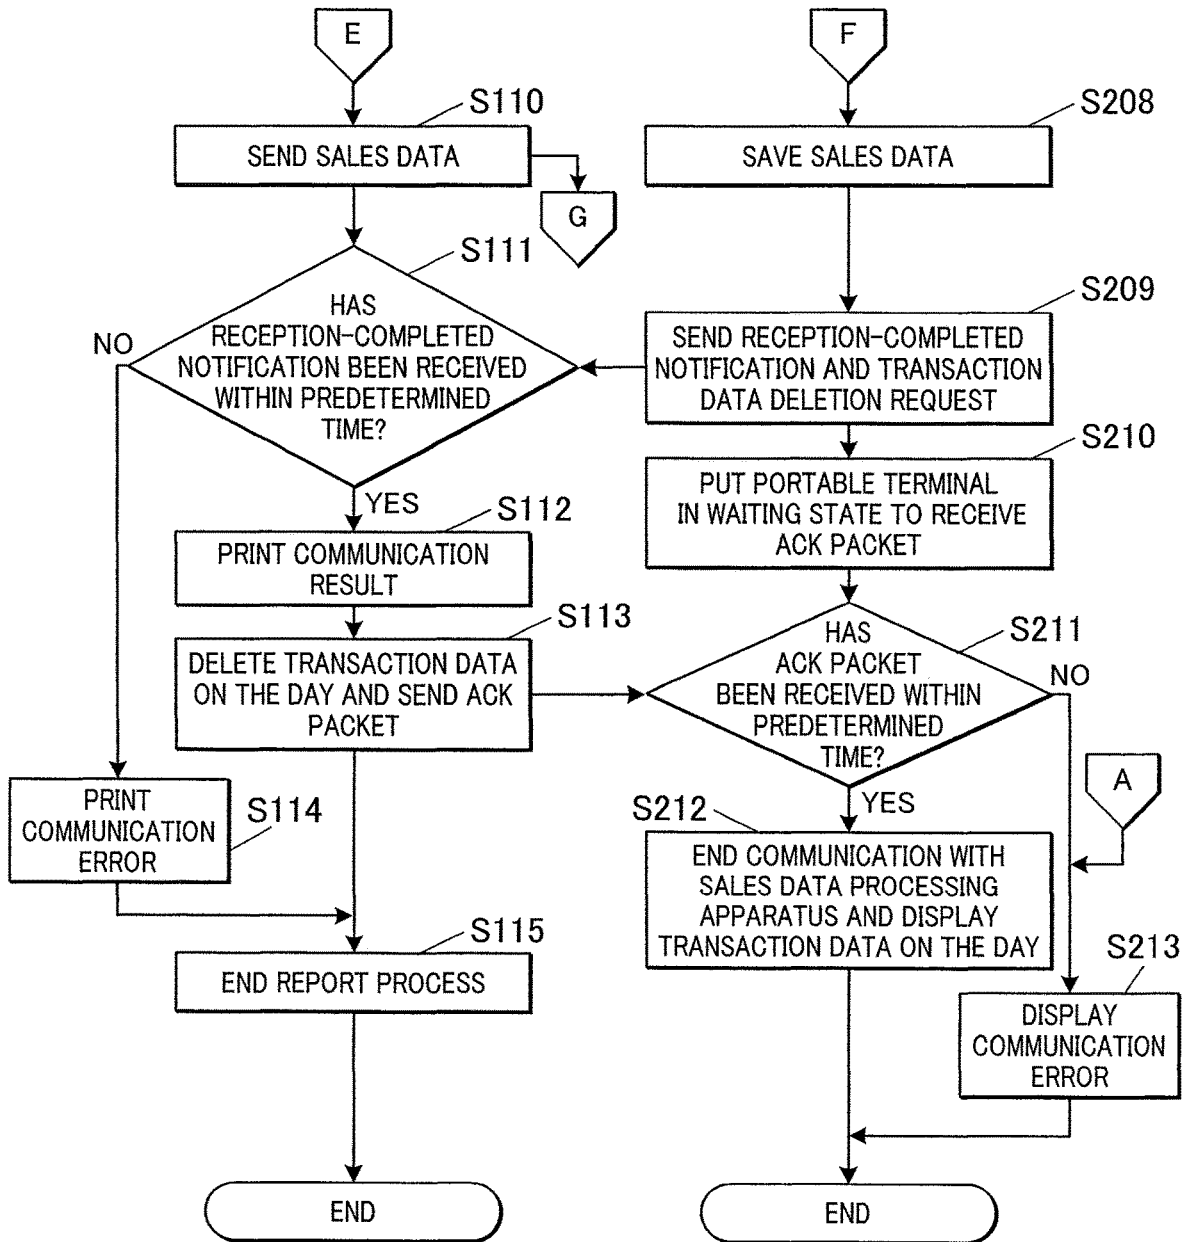 E
F
S110
S208
SEND SALES DATA
SAVE SALES DATA
G
S111
S209
HAS
RECEPTION-COMPLETED
NOTIFICATION BEEN RECEIVED
WITHIN PREDETERMINED
TIME?
NO
SEND RECEPTION-COMPLETED
NOTIFICATION AND TRANSACTION
DATA DELETION REQUEST
S210
YES
PUT PORTABLE TERMINAL
IN WAITING STATE TO RECEIVE
ACK PACKET
S112
PRINT COMMUNICATION
RESULT
S113
DELETE TRANSACTION DATA
ON THE DAY AND SEND ACK
PACKET
S211
HAS
ACK PACKET
BEEN RECEIVED WITHIN
PREDETERMINED
TIME?
NO
A
YES
PRINT
COMMUNICATION
ERROR
S114
S212
END COMMUNICATION WITH
SALES DATA PROCESSING
APPARATUS AND DISPLAY
TRANSACTION DATA ON THE DAY
S115
END REPORT PROCESS
S213
DISPLAY
COMMUNICATION
ERROR
END
END